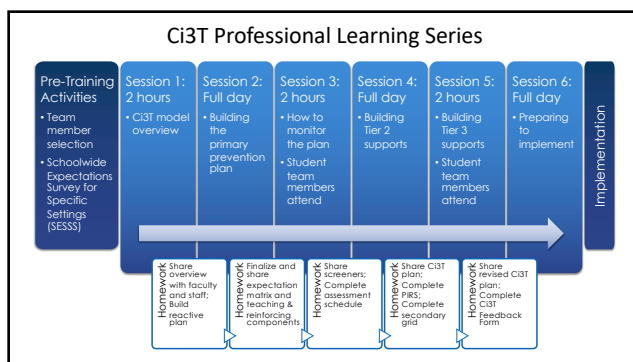 Ci3T Professional Learning Series
Pre-Training
Activities
• Team
member
selection
• Schoolwide
Expectations
Survey for
Specific
Settings
(SESSS)
Session 1:
2 hours
• Ci3T model
overview
Session 2:
Full day
• Building
the
primary
prevention
plan
Session 3:
2 hours
• How to
monitor
the plan
• Student
team
members
attend
Session 4:
Full day
• Building
Tier 2
supports
Session 5:
2 hours
• Building
Tier 3
supports
• Student
team
members
attend
Session 6:
Full day
• Preparing
to
implement
Implementation
Homework
Share
overview
with faculty
and staff;
Build
reactive
plan
Homework
Finalize and
share
expectation
matrix and
teaching &
reinforcing
components
Homework
Share
screeners;
Complete
assessment
schedule
Homework
Share Ci3T
plan;
Complete
PIRS;
Complete
secondary
grid
Homework
Share
revised Ci3T
plan;
Complete
Ci3T
Feedback
Form